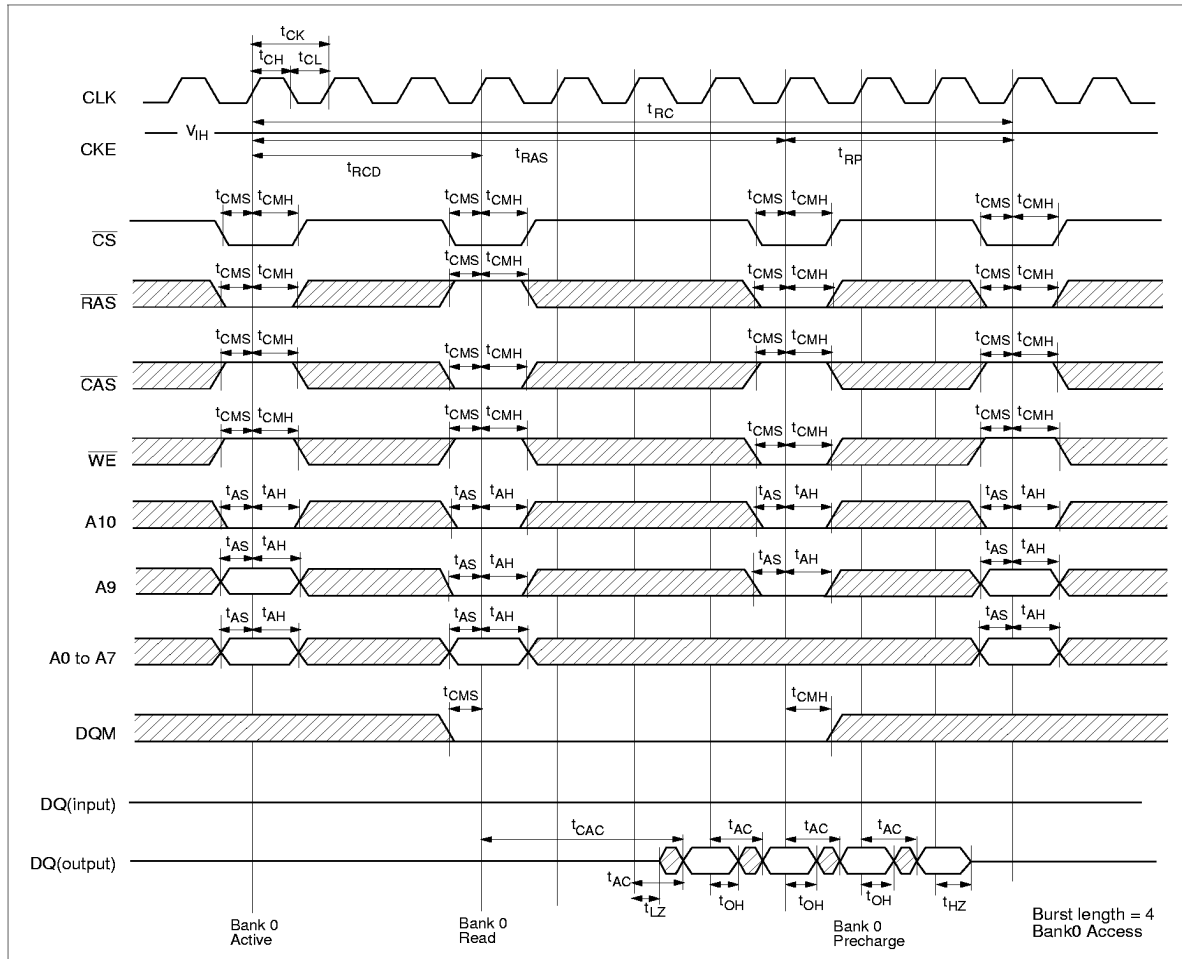 tCK
tCH tCL
CLK
tRC
VIH
CKE
tRCD tRAS tRP
tCMS tCMH tCMS tCMH tCMS tCMH tCMS tCMH
CS
tCMS tCMH tCMS tCMH tCMS tCMH tCMS tCMH
RAS
tCMS tCMH tCMS tCMH tCMS tCMH tCMS tCMH
CAS
tCMS tCMH tCMS tCMH tCMS tCMH tCMS tCMH
WE
tAS tAH tAS tAH tAS tAH tAS tAH
A10
tAS tAH tAS tAH tAS tAH tAS tAH
A9
tAS tAH tAS tAH tAS tAH
A0 to A7
tCMS tCMH
DQM
DQ(input)
tCAC tAC tAC tAC
DQ(output)
tAC
tLZ tOH tOH tOH tHZ
Bank 0
Active
Bank 0
Read
Bank 0
Precharge
Burst length = 4
Bank0 Access